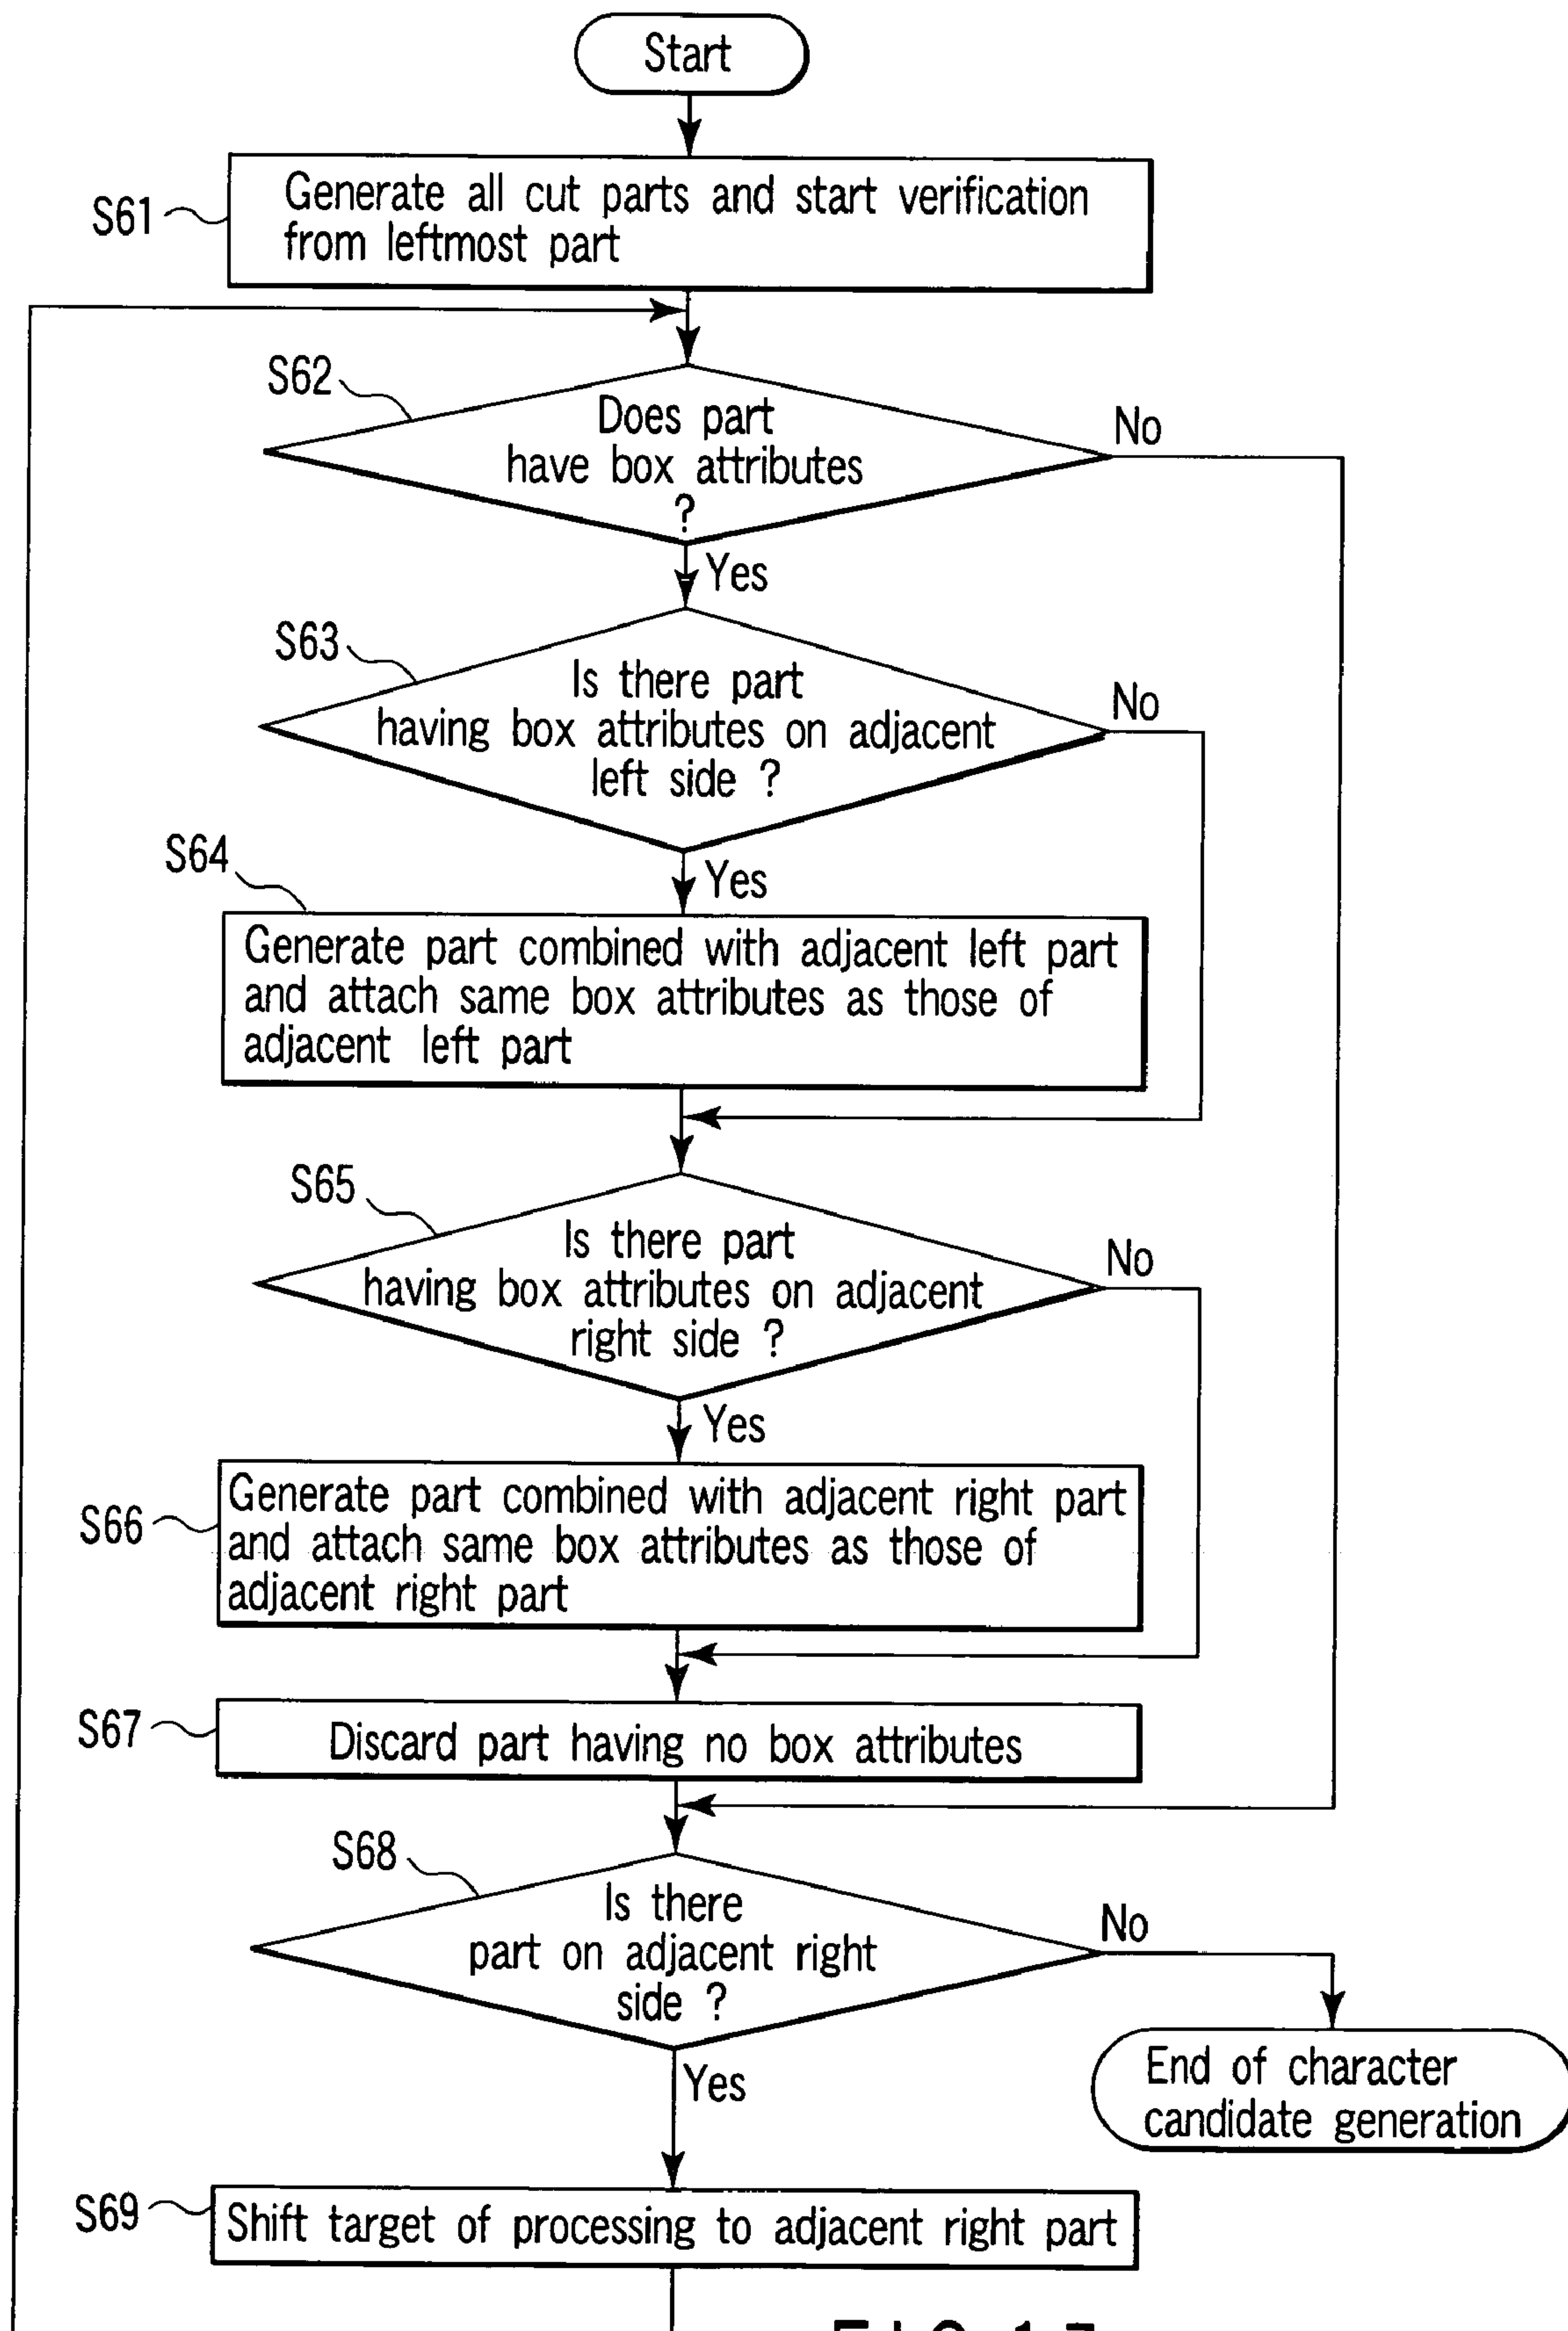 Start
S61
Generate all cut parts and start verification
from leftmost part
S62
Does part
have box attributes
?
No
Yes
S63
Is there part
having box attributes on adjacent
left side ?
No
Yes
S64
Generate part combined with adjacent left part
and attach same box attributes as those of
adjacent left part
S65
Is there part
having box attributes on adjacent
right side ?
No
Yes
S66
Generate part combined with adjacent right part
and attach same box attributes as those of
adjacent right part
S67
Discard part having no box attributes
S68
Is there
part on adjacent right
side ?
No
Yes
End of character
candidate generation
S69
Shift target of processing to adjacent right part